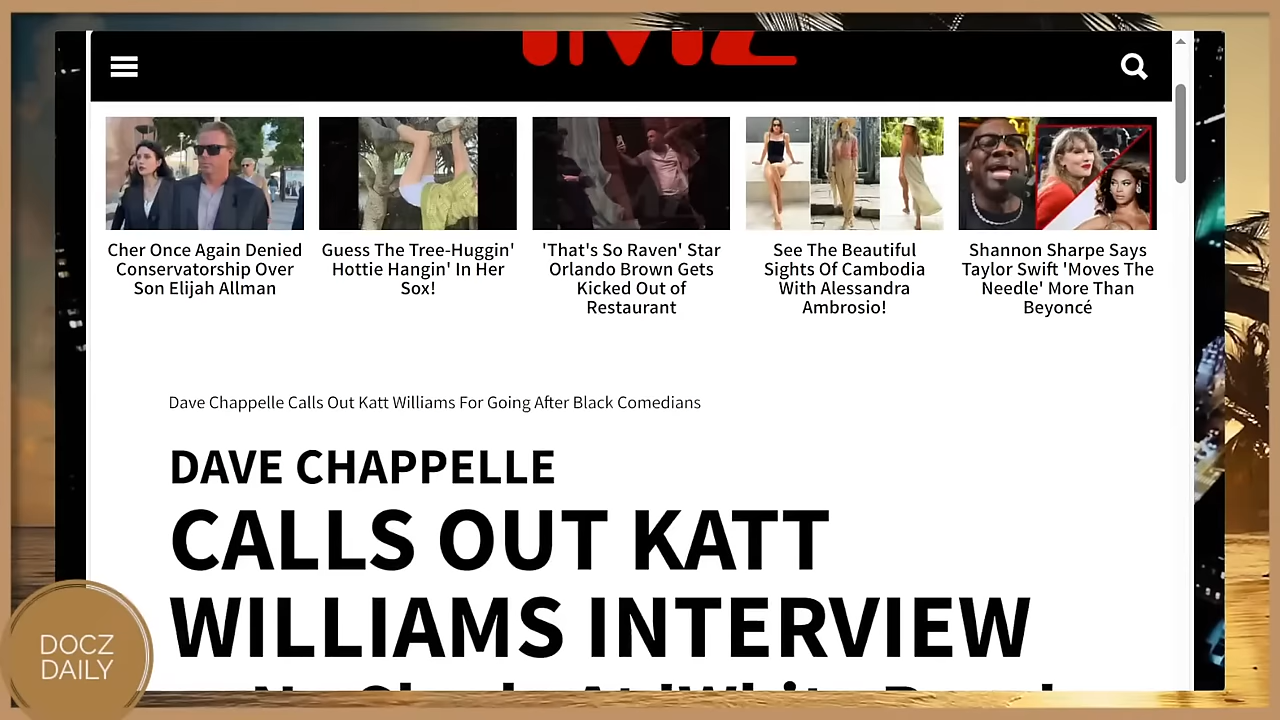 TMZ
Cher Once Again Denied
Conservatorship Over
Son Elijah Allman
Guess The Tree-Huggin'
Hottie Hangin' In Her
Sox!
'That's So Raven' Star
Orlando Brown Gets
Kicked Out of
Restaurant
See The Beautiful
Sights Of Cambodia
With Alessandra
Ambrosio!
Shannon Sharpe Says
Taylor Swift 'Moves The
Needle' More Than
Beyoncé
Dave Chappelle Calls Out Katt Williams For Going After Black Comedians
DAVE CHAPPELLE
CALLS OUT KATT
WILLIAMS INTERVIEW
DOCZ
DAILY